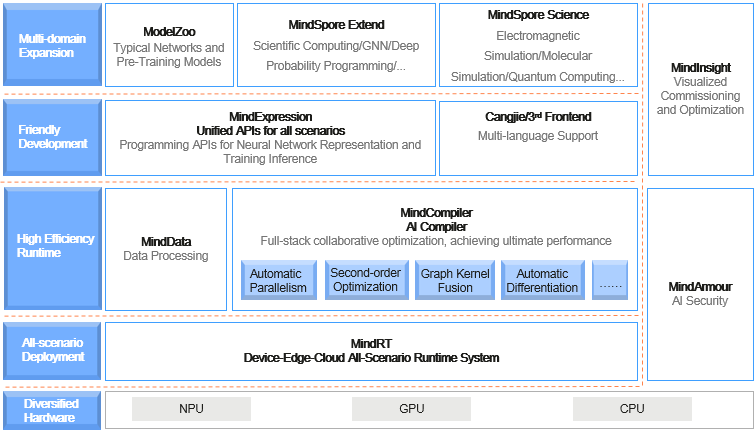 Multi-domain
Expansion
ModelZoo
Typical Networks and
Pre-Training Models
MindSpore Extend
Scientific Computing/GNN/Deep
Probability Programming/...
MindSpore Science
Electromagnetic
Simulation/Molecular
Simulation/Quantum Computing...
MindInsight
Visualized
Commissioning
and Optimization
Friendly
Development
MindExpression
Unified APIs for all scenarios
Programming APIs for Neural Network Representation and
Training Inference
Cangjie/3rd Frontend
Multi-language Support
High Efficiency
Runtime
MindData
Data Processing
MindCompiler
AI Compiler
Full-stack collaborative optimization, achieving ultimate performance
Automatic
Parallelism
Second-order
Optimization
Graph Kernel
Fusion
Automatic
Differentiation
......
MindArmour
AI Security
All-scenario
Deployment
MindRT
Device-Edge-Cloud All-Scenario Runtime System
Diversified
Hardware
NPU
GPU
CPU